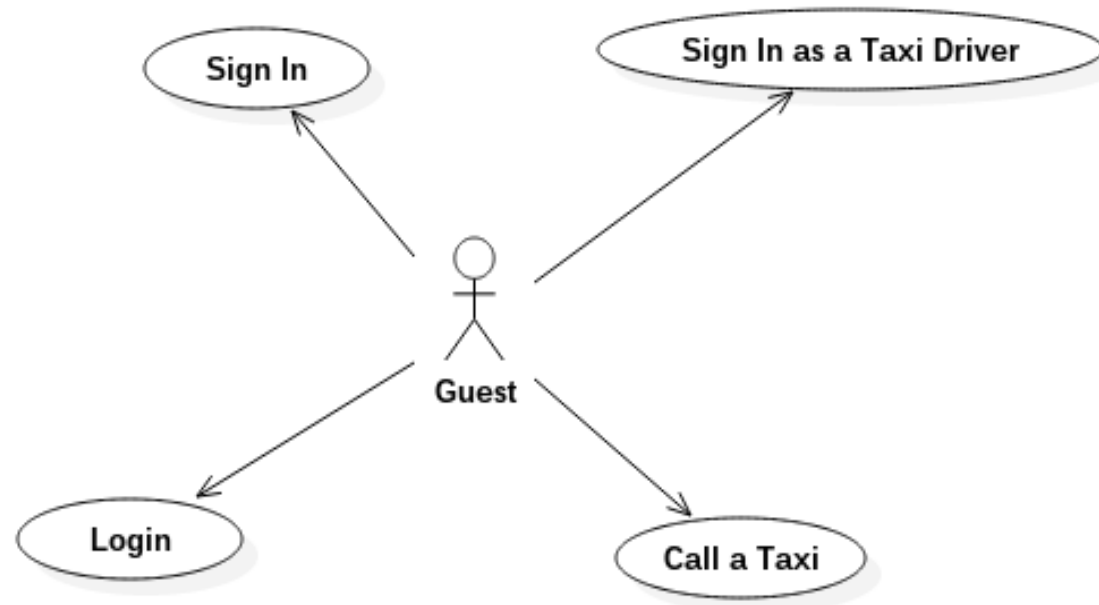 Sign In
Sign In as a Taxi Driver
Guest
Login
Call a Taxi